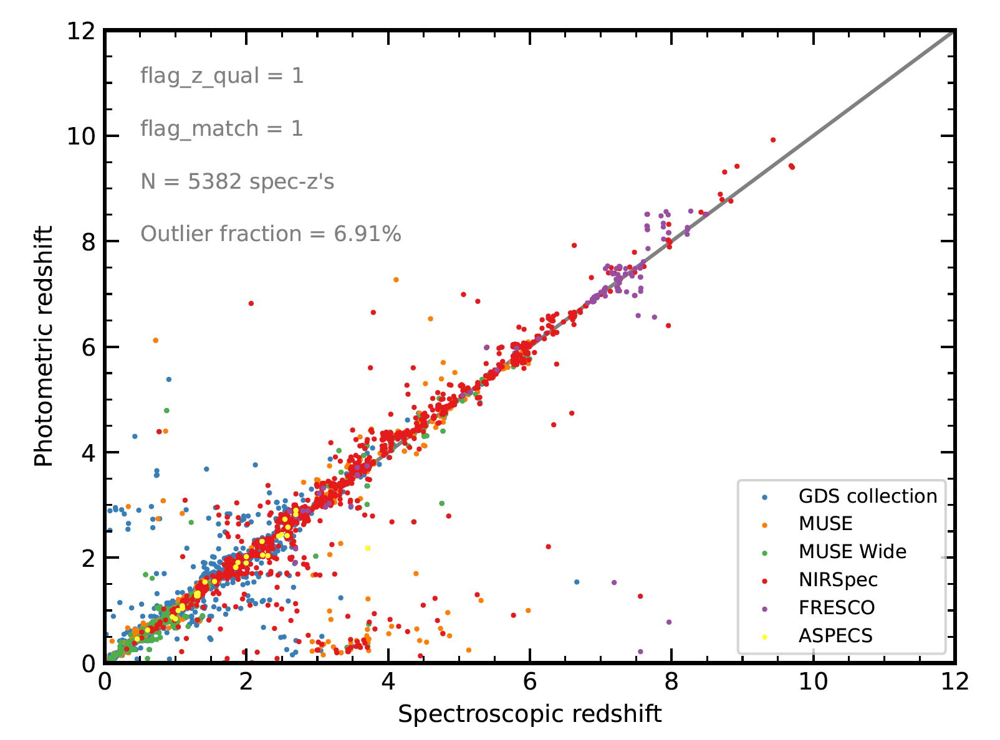 12
10
8
6
4
2
0
Photometric redshift
flag_z_qual = 1
flag_match = 1
N = 5382 spec-z's
Outlier fraction = 6.91%
GDS collection
MUSE
MUSE Wide
NIRSpec
FRESCO
ASPECS
0 2 4 6 8 10 12
Spectroscopic redshift